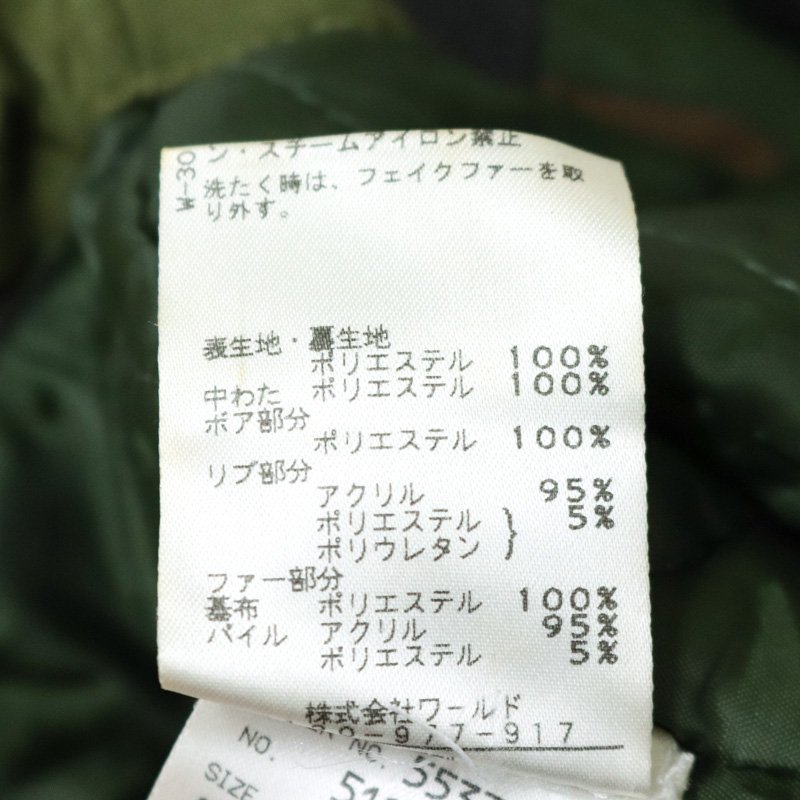 W-30
ン・スチームアイロン禁止
洗たく時は、フェイクファーを取
り外す。
表生地・裏生地
ポリエステル 100%
中わた ポリエステル 100%
ボア部分
ポリエステル 100%
リブ部分
アクリル 95%
ポリエステル } 5%
ポリウレタン
ファー部分
基布 ポリエステル 100%
パイル アクリル 95%
ポリエステル 5%
株式会社ワールド
-977-917
NO. NO.
SIZE